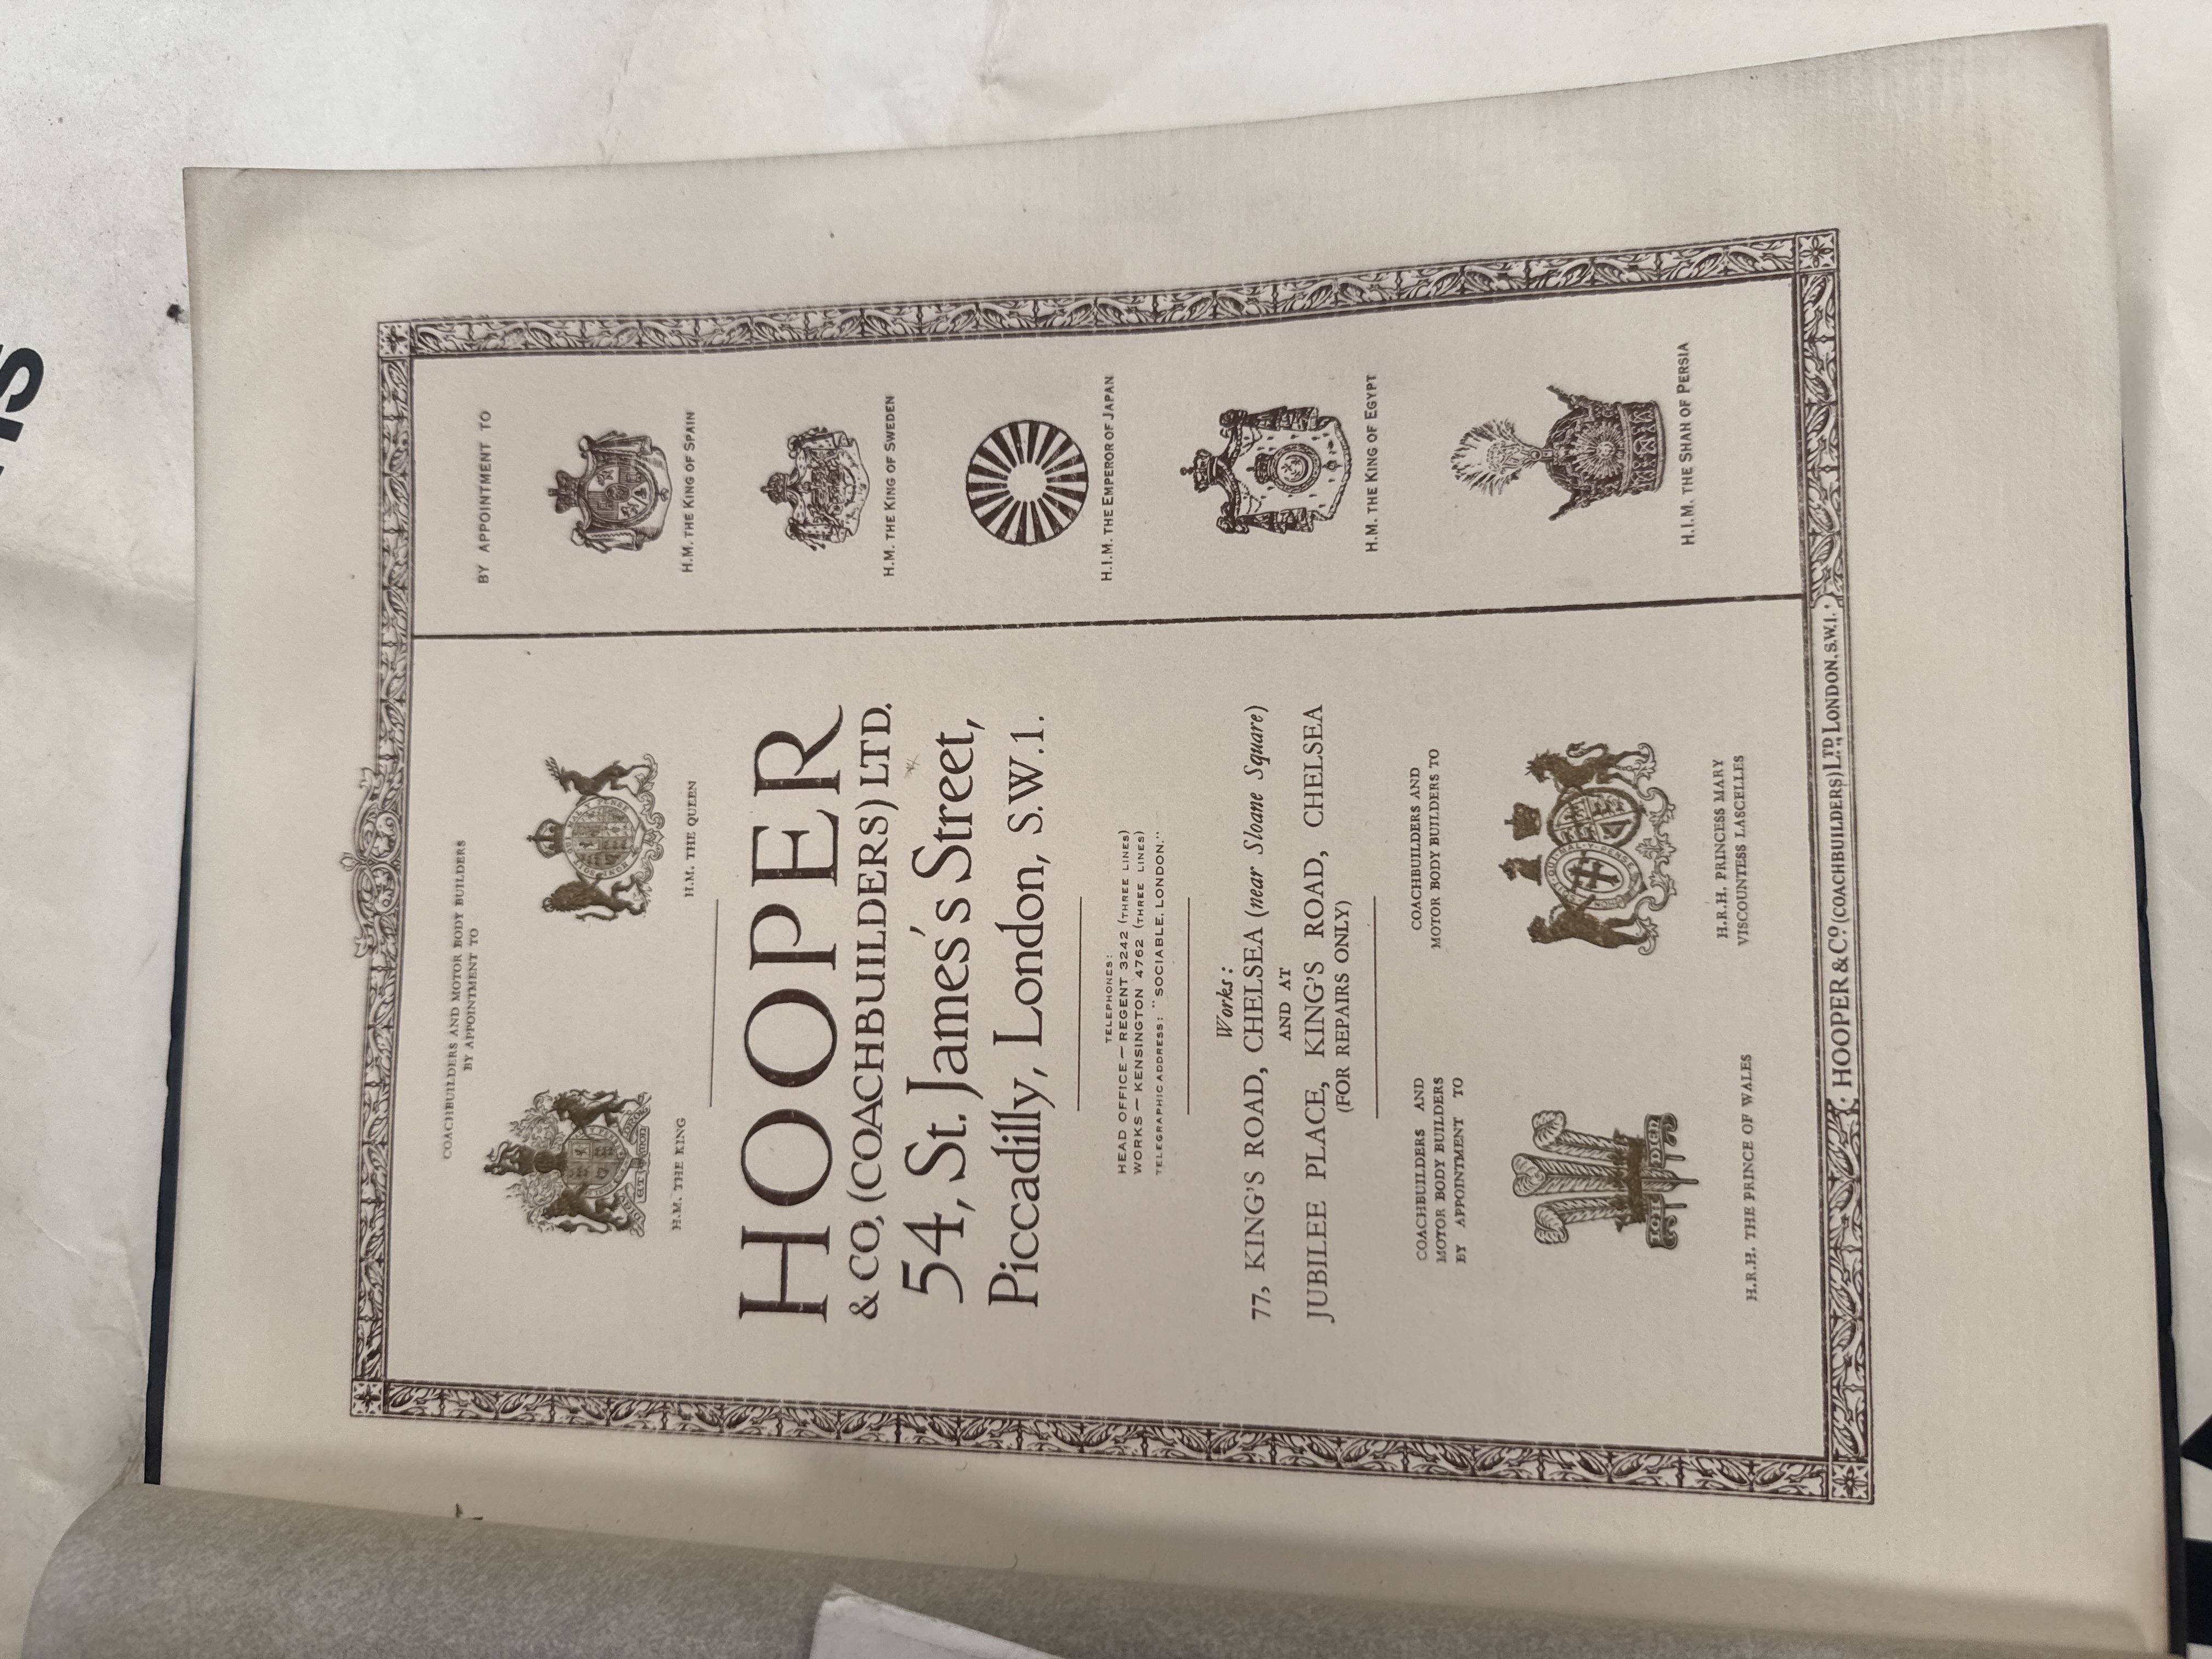 COACHBUILDERS AND MOTOR BODY BUILDERS
BY APPOINTMENT TO
H.M. THE KING
H.M. THE QUEEN
HOOPER
& CO, (COACHBUILDERS) LTD.
54, St. James's Street,
Piccadilly, London, S.W.1.
TELEPHONES:
HEAD OFFICE — REGENT 3242 (THREE LINES)
WORKS — KENSINGTON 4762 (THREE LINES)
TELEGRAPHIC ADDRESS: "SOCIABLE, LONDON."
Works:
77, KING'S ROAD, CHELSEA (near Sloane Square)
AND AT
JUBILEE PLACE, KING'S ROAD, CHELSEA
(FOR REPAIRS ONLY)
COACHBUILDERS AND
MOTOR BODY BUILDERS
BY APPOINTMENT TO
ICH DIEN
H.R.H. THE PRINCE OF WALES
COACHBUILDERS AND
MOTOR BODY BUILDERS TO
H.R.H. PRINCESS MARY
VISCOUNTESS LASCELLES
BY APPOINTMENT TO
H.M. THE KING OF SPAIN
H.M. THE KING OF SWEDEN
H.I.M. THE EMPEROR OF JAPAN
H.M. THE KING OF EGYPT
H.I.M. THE SHAH OF PERSIA
HOOPER & CO. (COACHBUILDERS) LTD., LONDON. S.W.1.